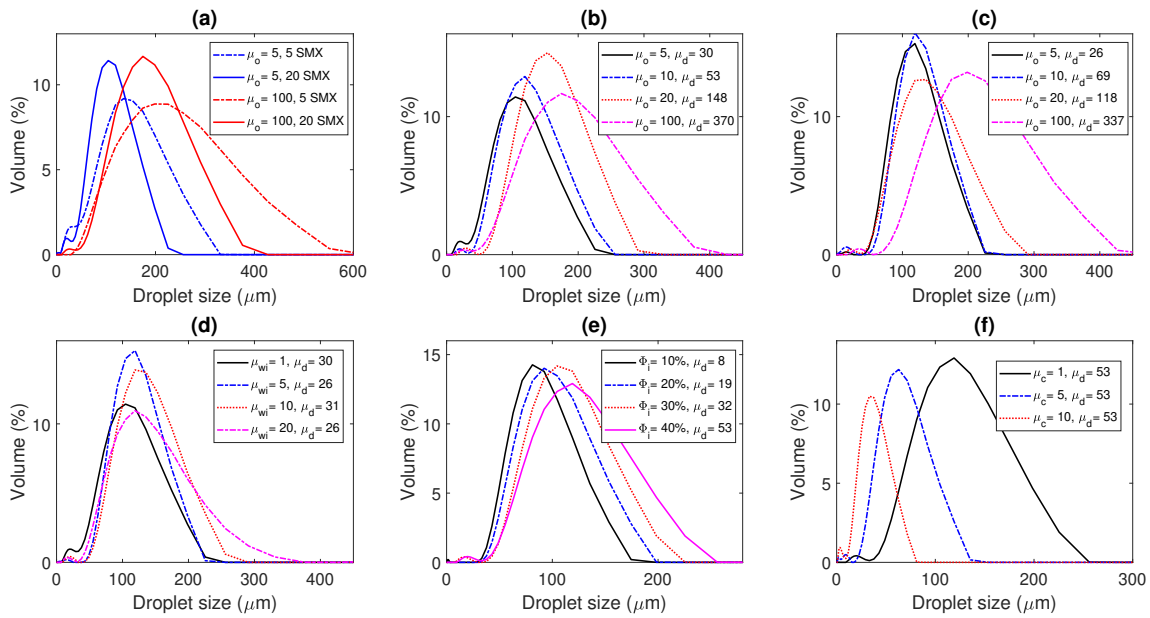 (a)
Volume (%)
10
5
0
0 200 400 600
Droplet size (μm)
μo= 5, 5 SMX
μo= 5, 20 SMX
μo= 100, 5 SMX
μo= 100, 20 SMX
(b)
Volume (%)
10
0
0 100 200 300 400
Droplet size (μm)
μo= 5, μd= 30
μo= 10, μd= 53
μo= 20, μd= 148
μo= 100, μd= 370
(c)
Volume (%)
10
5
0
0 100 200 300 400
Droplet size (μm)
μo= 5, μd= 26
μo= 10, μd= 69
μo= 20, μd= 118
μo= 100, μd= 337
(d)
Volume (%)
10
0
0 100 200 300 400
Droplet size (μm)
μwi= 1, μd= 30
μwi= 5, μd= 26
μwi= 10, μd= 31
μwi= 20, μd= 26
(e)
Volume (%)
15
10
5
0
0 100 200
Droplet size (μm)
Φi= 10%, μd= 8
Φi= 20%, μd= 19
Φi= 30%, μd= 32
Φi= 40%, μd= 53
(f)
Volume (%)
10
5
0
0 100 200 300
Droplet size (μm)
μc= 1, μd= 53
μc= 5, μd= 53
μc= 10, μd= 53